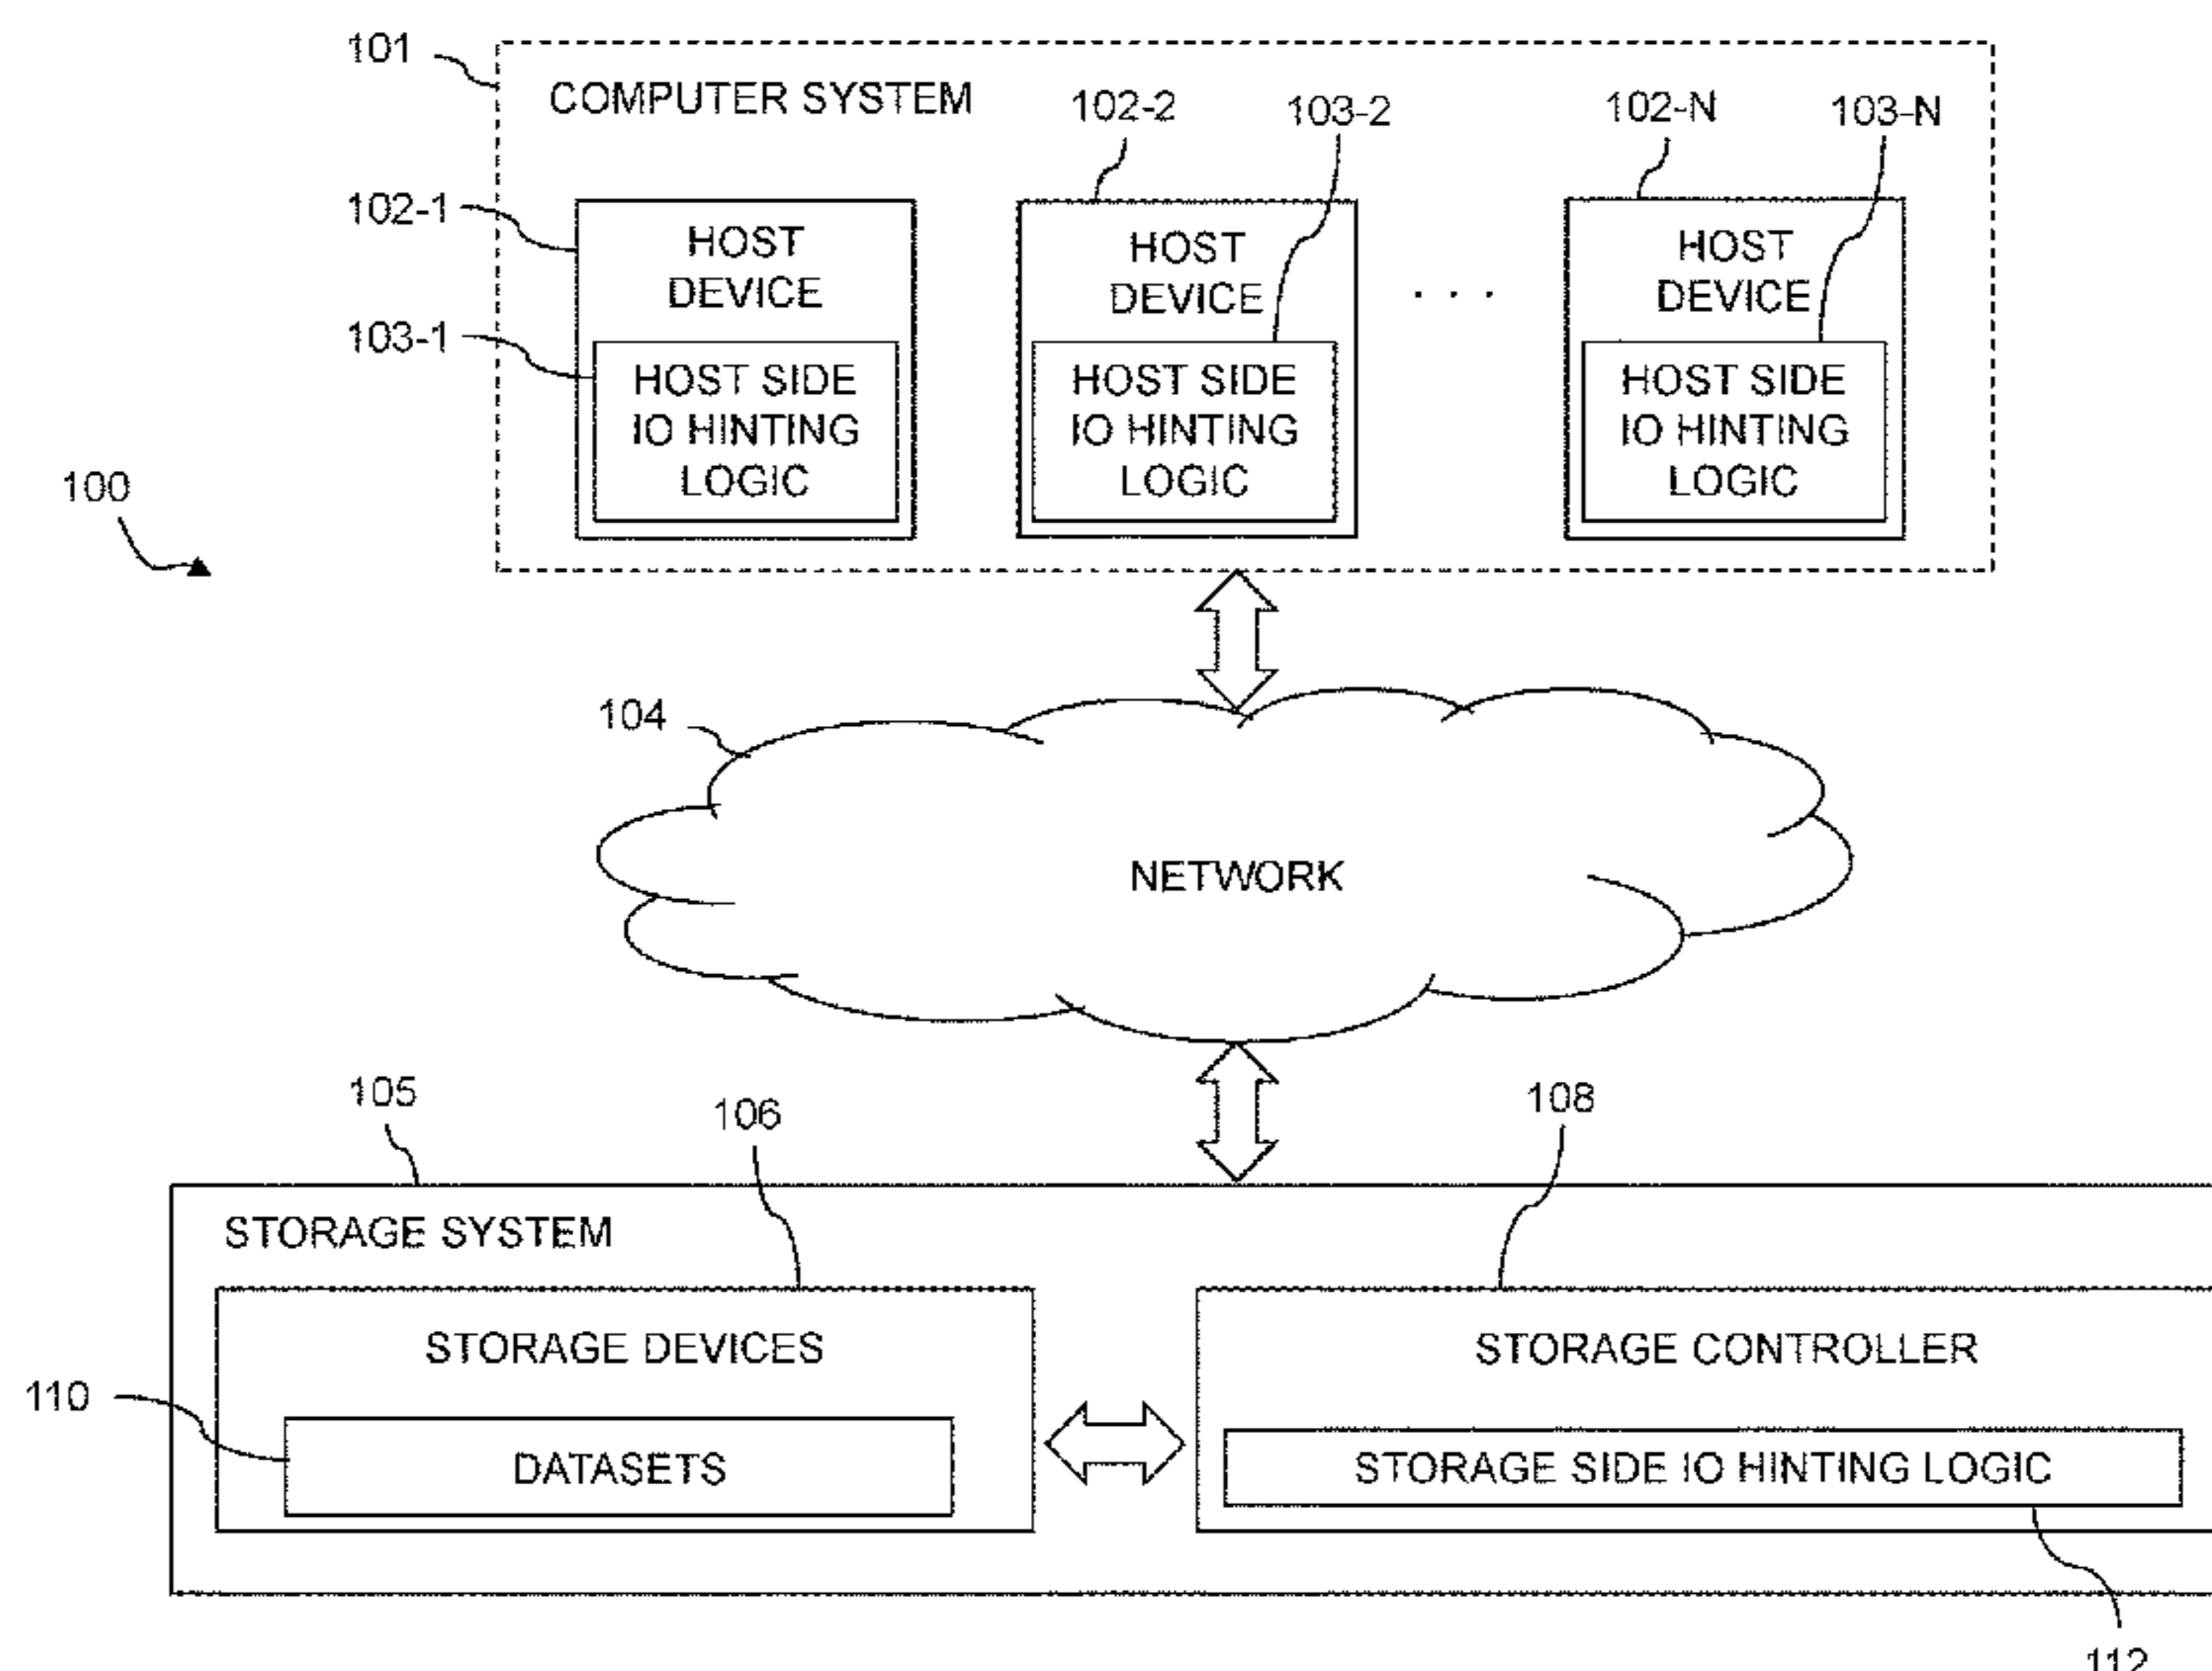 101
COMPUTER SYSTEM
102-2
103-2
102-N
103-N
102-1
HOST
DEVICE
HOST
DEVICE
. . .
HOST
DEVICE
103-1
HOST SIDE
IO HINTING
LOGIC
HOST SIDE
IO HINTING
LOGIC
HOST SIDE
IO HINTING
LOGIC
100
104
NETWORK
105
106
108
STORAGE SYSTEM
STORAGE DEVICES
STORAGE CONTROLLER
110
DATASETS
STORAGE SIDE IO HINTING LOGIC
112